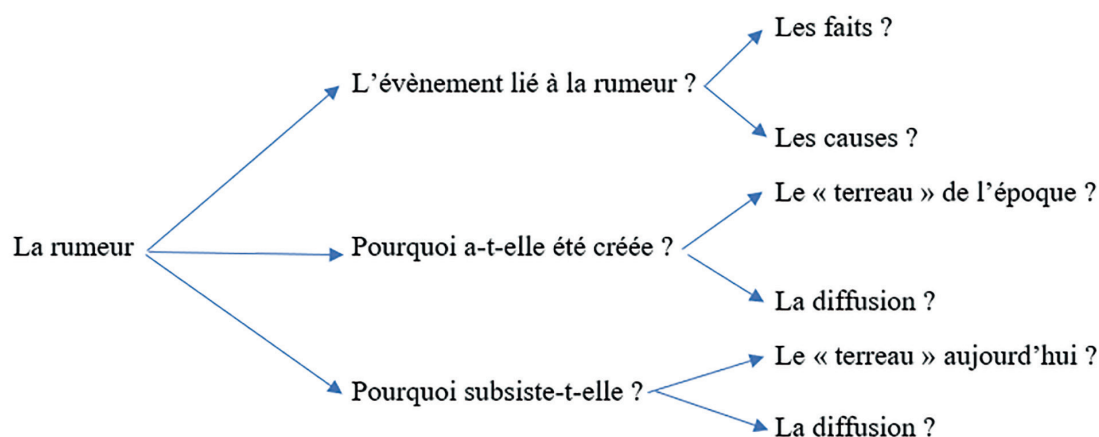 Les faits ?
L’évènement lié à la rumeur ?
Les causes ?
Le « terreau » de l’époque ?
La rumeur
Pourquoi a-t-elle été créée ?
La diffusion ?
Le « terreau » aujourd’hui ?
Pourquoi subsiste-t-elle ?
La diffusion ?